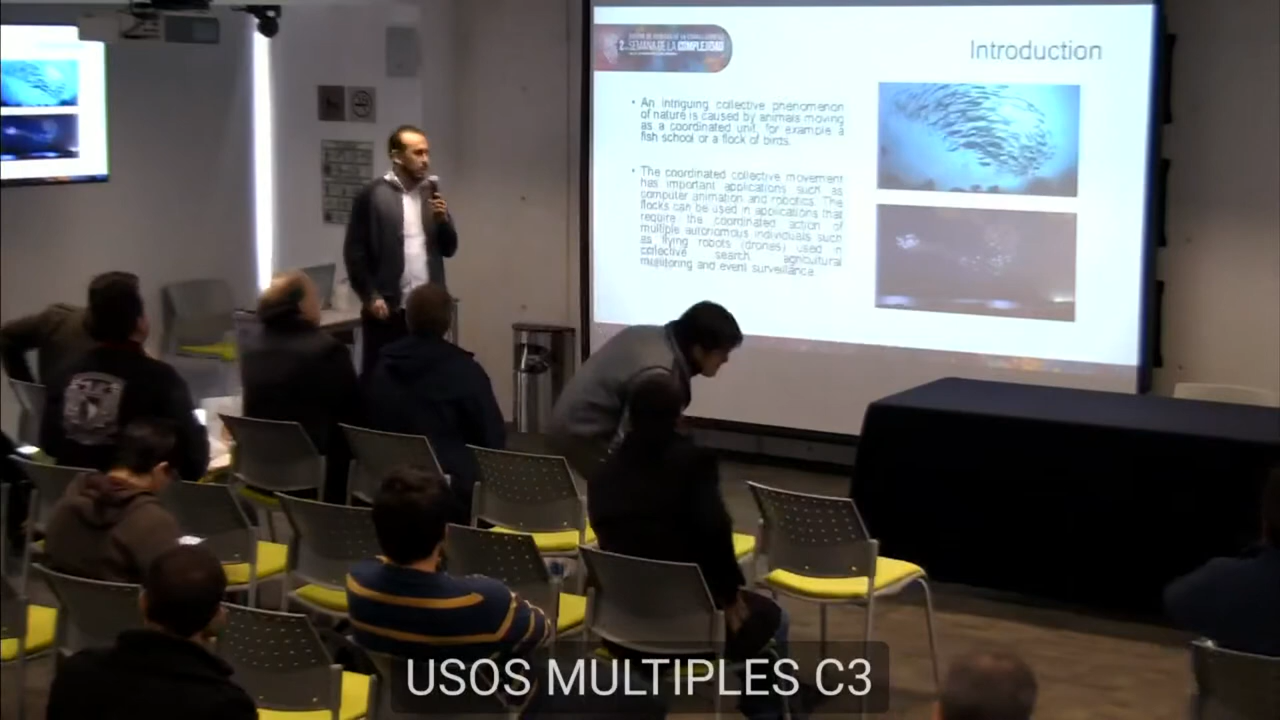 2.ª SEMANA DE LA COMPLEJIDAD
Introduction
• An intriguing collective phenomenon
of nature is caused by animals moving
as a coordinated unit, for example a
fish school or a flock of birds.
• The coordinated collective movement
has important applications such as
computer animation and robotics. The
flocks can be used in applications that
require the coordinated action of
multiple autonomous individuals such
as flying robots (drones) used in
collective search, agricultural
monitoring and event surveillance.
USOS MULTIPLES C3